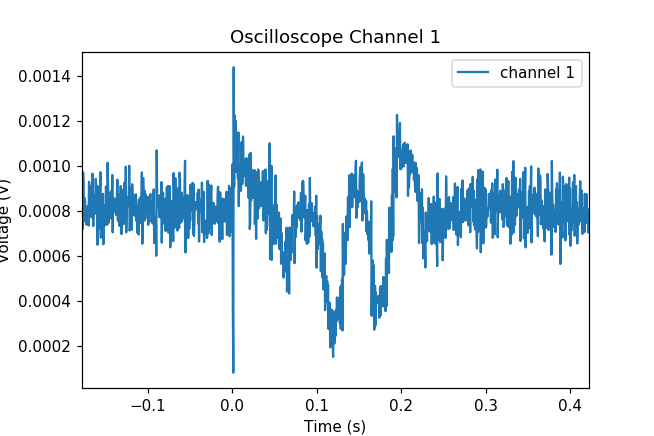 Oscilloscope Channel 1
channel 1
0.0014
0.0012
0.0010
0.0008
0.0006
0.0004
0.0002
Voltage (V)
−0.1 0.0 0.1 0.2 0.3 0.4
Time (s)